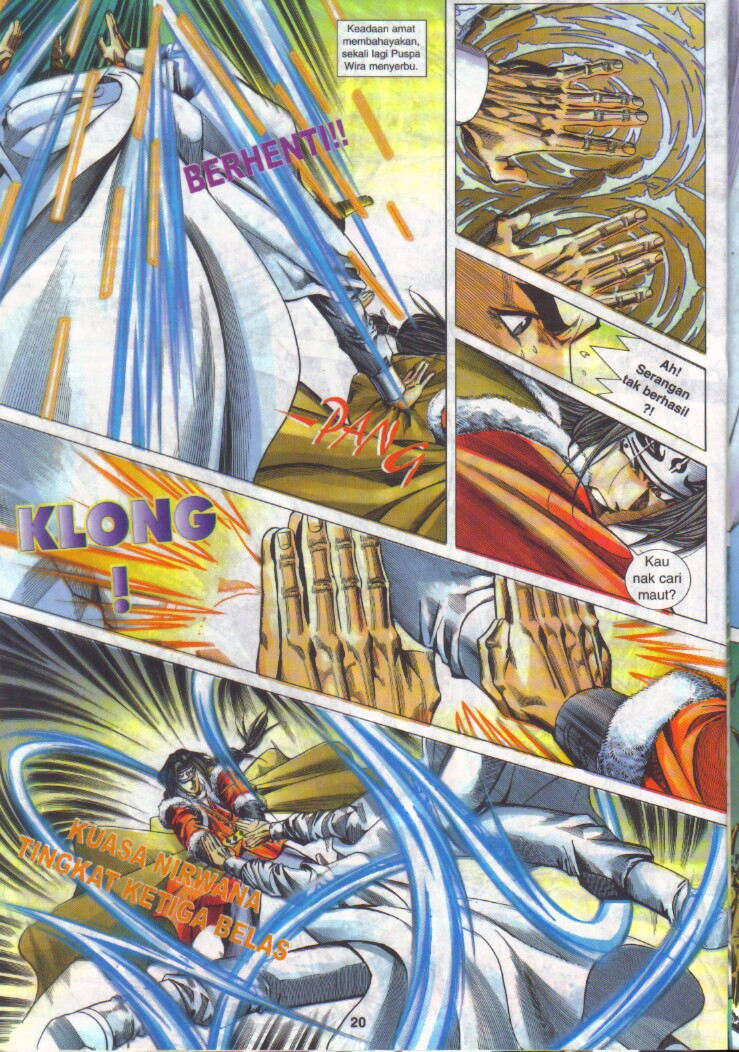 Keadaan amat
membahayakan,
sekali lagi Puspa
Wira menyerbu.
BERHENTI!!
PANG
Ah!
Serangan
tak berhasil
?!
Kau
nak cari
maut?
KLONG
!
KUASA NIRWANA
TINGKAT KETIGA BELAS
20